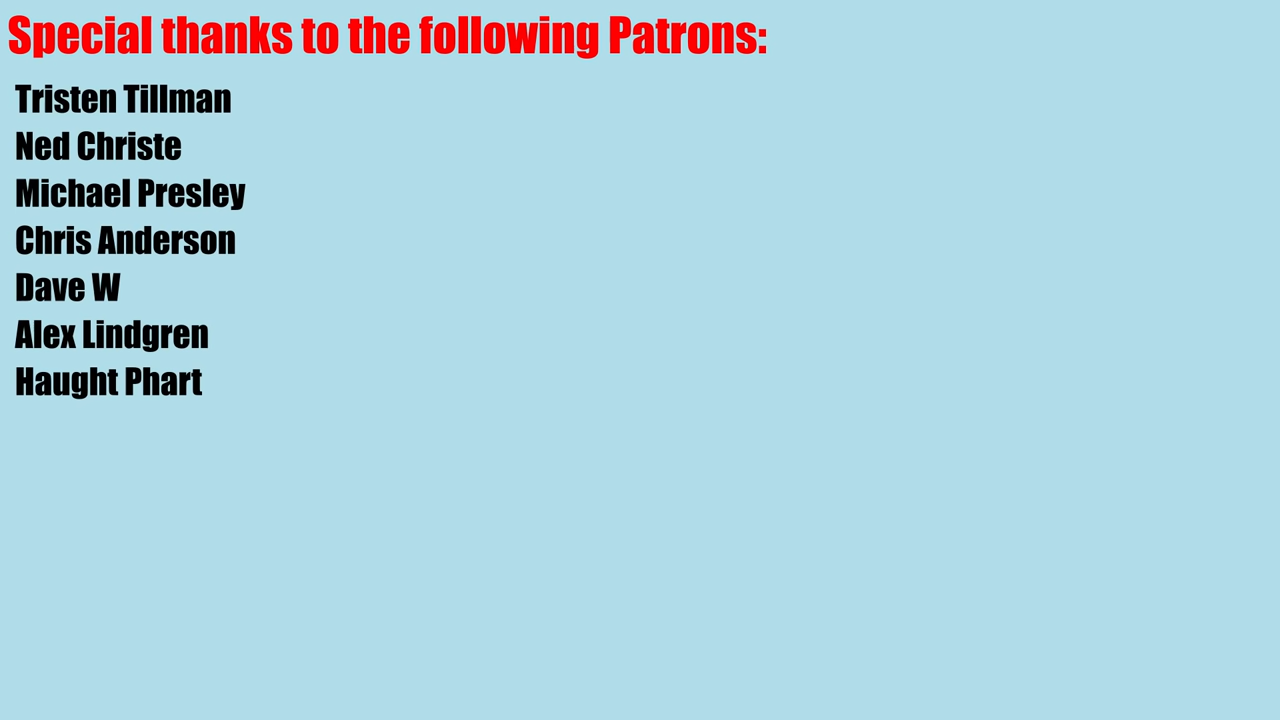 Special thanks to the following Patrons:
Tristen Tillman
Ned Christe
Michael Presley
Chris Anderson
Dave W
Alex Lindgren
Haught Phart